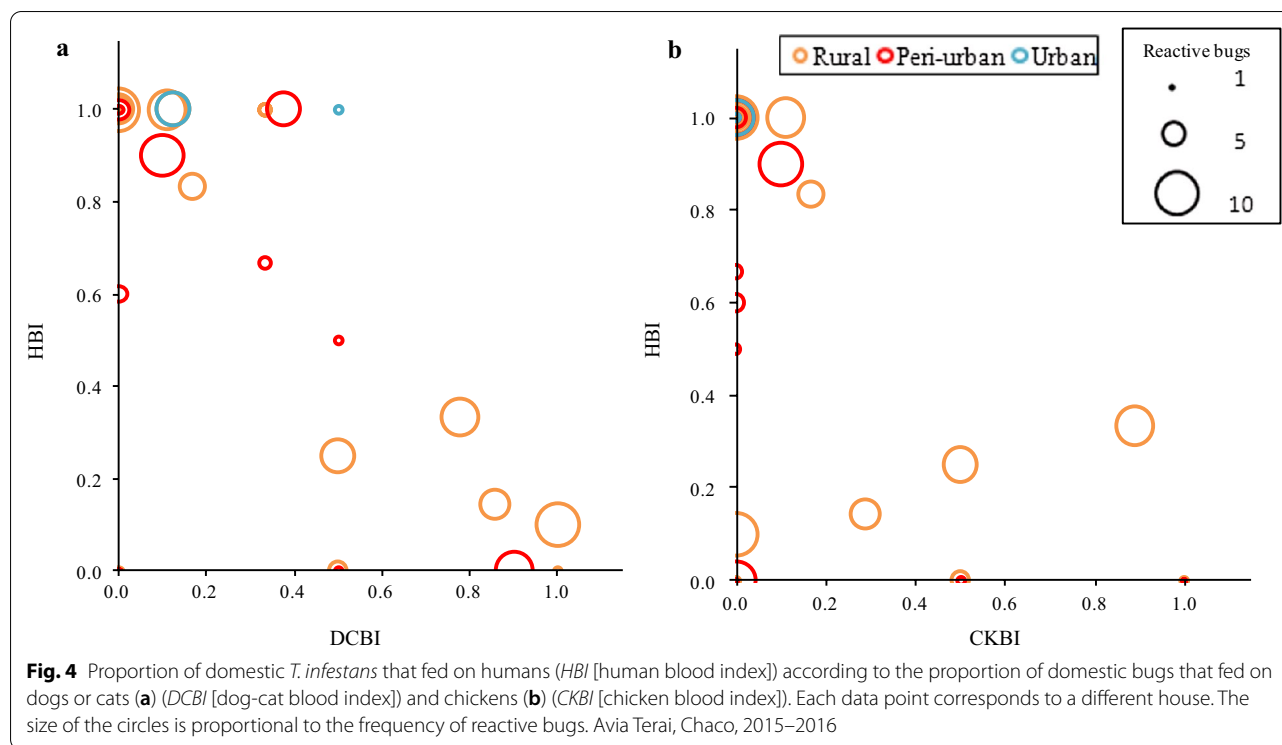 a
1.0
0.8
0.6
0.4
0.2
0.0
HBI
0.0 0.2 0.4 0.6 0.8 1.0
DCBI
b
Rural Peri-urban Urban
Reactive bugs
1
5
10
1.0
0.8
0.6
0.4
0.2
0.0
HBI
0.0 0.2 0.4 0.6 0.8 1.0
CKBI
Fig. 4 Proportion of domestic T. infestans that fed on humans (HBI [human blood index]) according to the proportion of domestic bugs that fed on
dogs or cats (a) (DCBI [dog-cat blood index]) and chickens (b) (CKBI [chicken blood index]). Each data point corresponds to a different house. The
size of the circles is proportional to the frequency of reactive bugs. Avia Terai, Chaco, 2015–2016